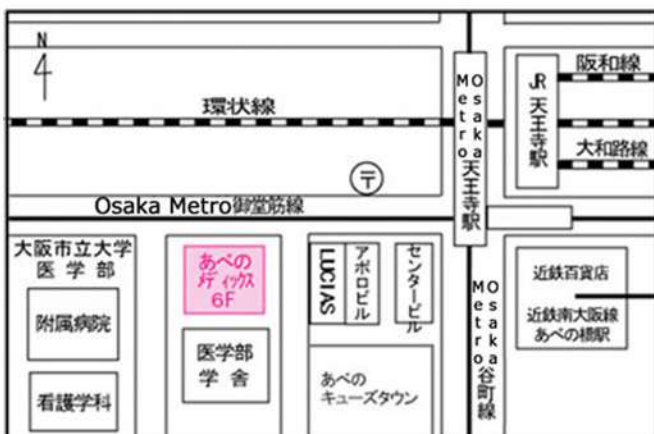 N
環状線
〒
Osaka Metro御堂筋線
Osaka
Metro
天王寺駅
JR天王寺駅
阪和線
大和路線
大阪市立大学
医学部
附属病院
看護学科
あべの
メディックス
6F
医学部
学舎
LUCIAS
アポロビル
センタービル
あべの
キューズタウン
Osaka
Metro
谷町線
近鉄百貨店
近鉄南大阪線
あべの橋駅